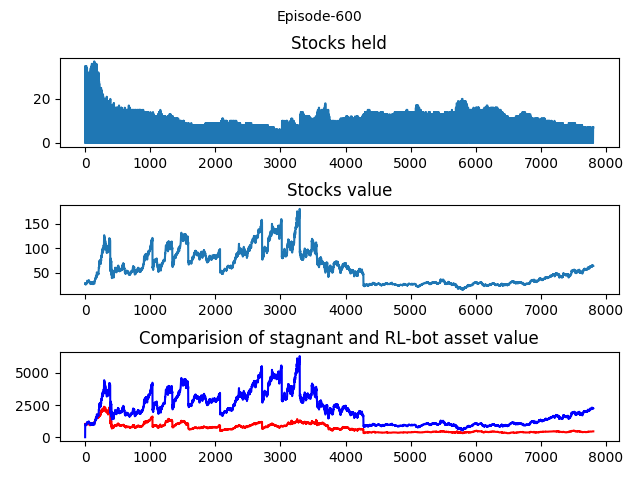 Episode-600
Stocks held
20
0
0 1000 2000 3000 4000 5000 6000 7000 8000
Stocks value
150
100
50
0 1000 2000 3000 4000 5000 6000 7000 8000
Comparision of stagnant and RL-bot asset value
5000
2500
0
0 1000 2000 3000 4000 5000 6000 7000 8000